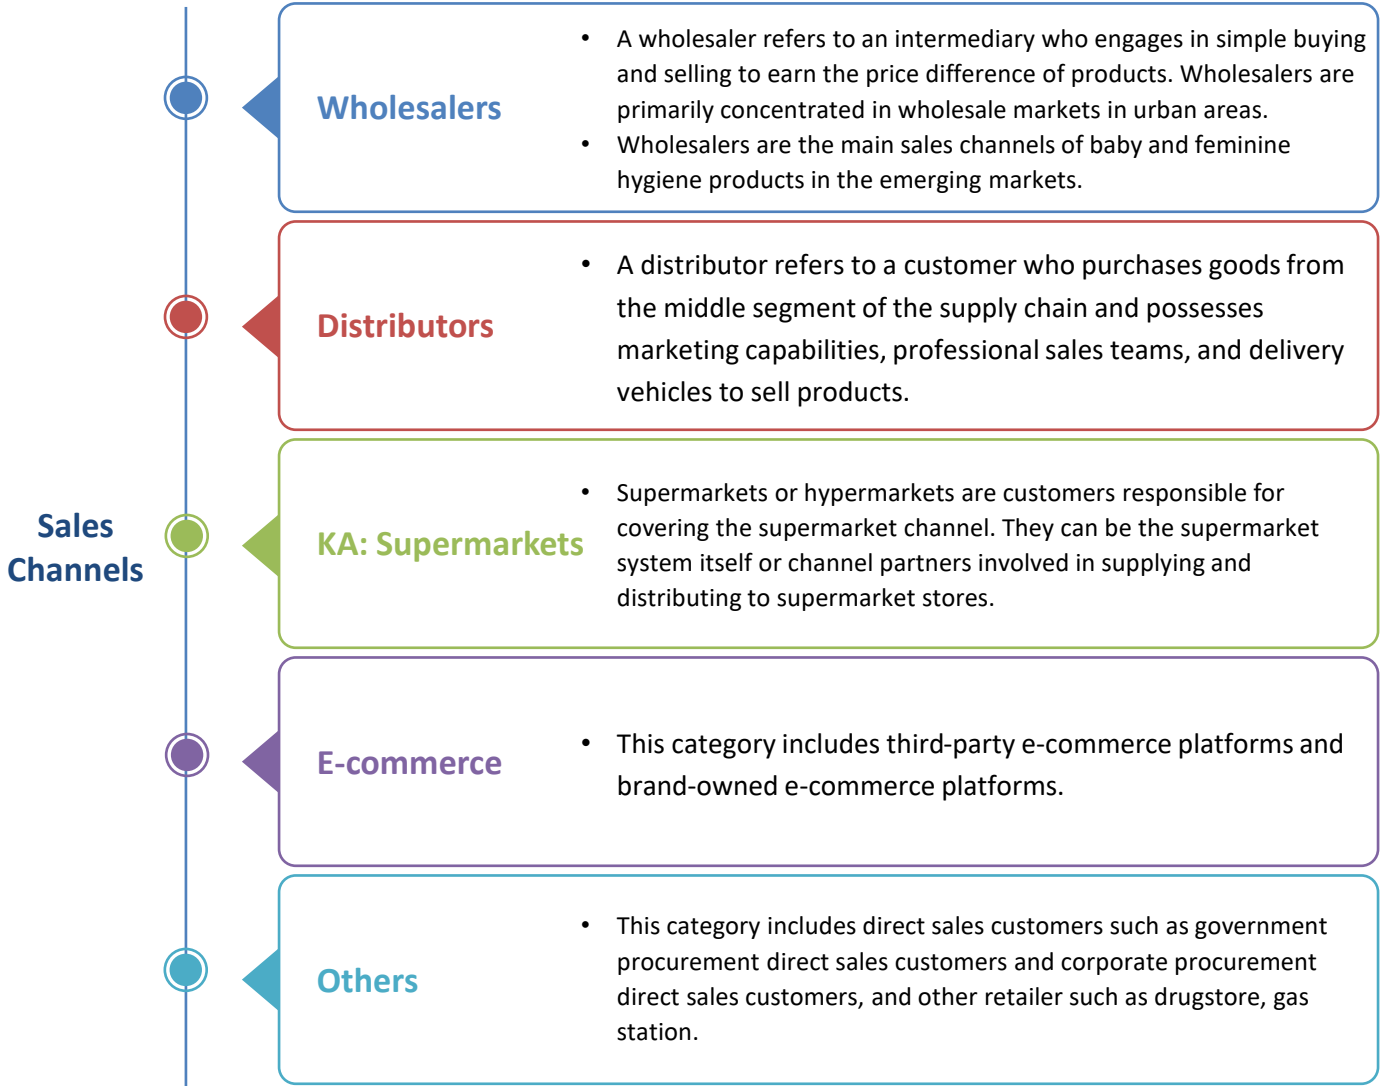 Sales
Channels
Wholesalers
• A wholesaler refers to an intermediary who engages in simple buying
and selling to earn the price difference of products. Wholesalers are
primarily concentrated in wholesale markets in urban areas.
• Wholesalers are the main sales channels of baby and feminine
hygiene products in the emerging markets.
Distributors
• A distributor refers to a customer who purchases goods from
the middle segment of the supply chain and possesses
marketing capabilities, professional sales teams, and delivery
vehicles to sell products.
KA: Supermarkets
• Supermarkets or hypermarkets are customers responsible for
covering the supermarket channel. They can be the supermarket
system itself or channel partners involved in supplying and
distributing to supermarket stores.
E-commerce
• This category includes third-party e-commerce platforms and
brand-owned e-commerce platforms.
Others
• This category includes direct sales customers such as government
procurement direct sales customers and corporate procurement
direct sales customers, and other retailer such as drugstore, gas
station.